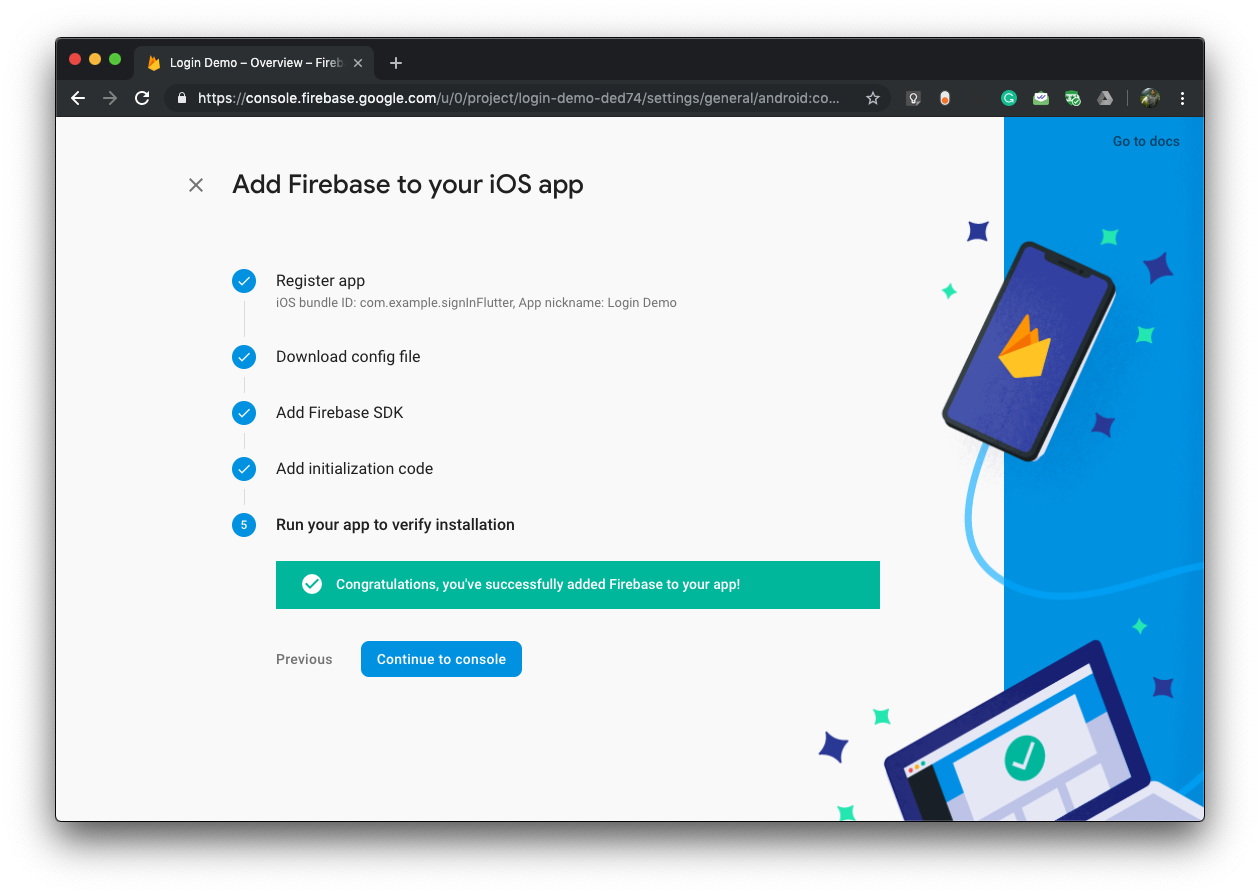 Login Demo – Overview – Fireb
https://console.firebase.google.com/u/0/project/login-demo-ded74/settings/general/android:co...
Go to docs
Add Firebase to your iOS app
Register app
iOS bundle ID: com.example.signInFlutter, App nickname: Login Demo
Download config file
Add Firebase SDK
Add initialization code
5 Run your app to verify installation
Congratulations, you've successfully added Firebase to your app!
Previous Continue to console